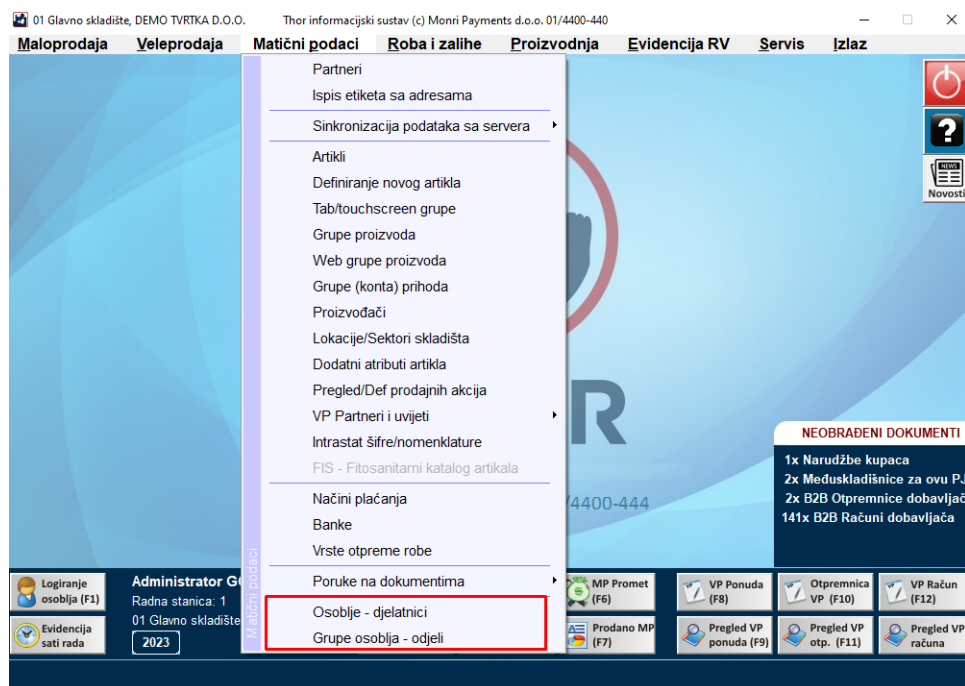 01 Glavno skladište, DEMO TVRTKA D.O.O. Thor informacijski sustav (c) Monri Payments d.o.o. 01/4400-440
Maloprodaja Veleprodaja Matični podaci Roba i zalihe Proizvodnja Evidencija RV Servis Izlaz
Partneri
Ispis etiketa sa adresama
Sinkronizacija podataka sa servera
Artikli
Definiranje novog artikla
Tab/touchscreen grupe
Grupe proizvoda
Web grupe proizvoda
Grupe (konta) prihoda
Proizvođači
Lokacije/Sektori skladišta
Dodatni atributi artikla
Pregled/Def prodajnih akcija
VP Partneri i uvijeti
Intrastat šifre/nomenklature
FIS - Fitosanitarni katalog artikala
Načini plaćanja
Banke
Vrste otpreme robe
Poruke na dokumentima
Osoblje - djelatnici
Grupe osoblja - odjeli
Matični podaci
NEWS
Novosti
R
/4400-444
NEOBRAĐENI DOKUMENTI
1x Narudžbe kupaca
2x Međuskladišnice za ovu PJ
2x B2B Otpremnice dobavljač
141x B2B Računi dobavljača
Logiranje
osoblja (F1)
Evidencija
sati rada
Administrator G
Radna stanica: 1
01 Glavno skladište
2023
MP Promet
(F6)
Prodano MP
(F7)
VP Ponuda
(F8)
Pregled VP
ponuda (F9)
Otpremnica
VP (F10)
Pregled VP
otp. (F11)
VP Račun
(F12)
Pregled VP
računa